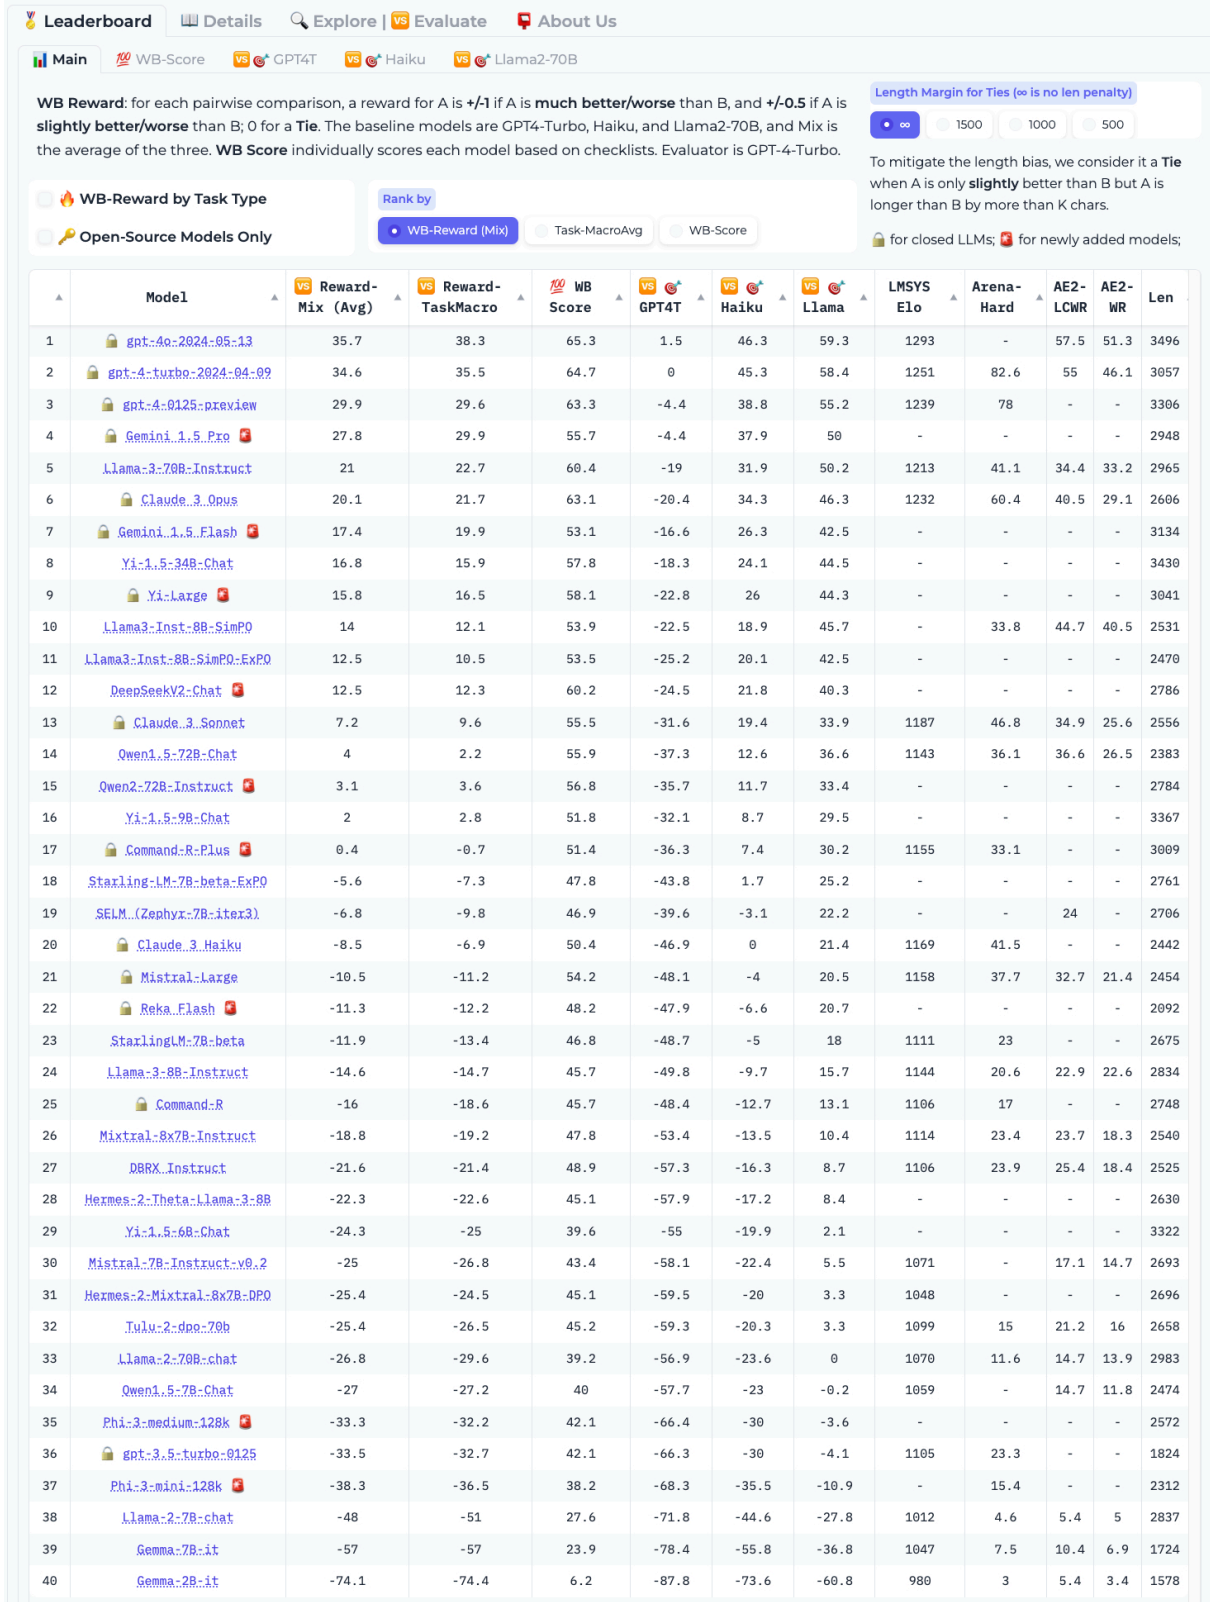 Leaderboard Details Explore | Evaluate About Us
Main WB-Score GPT4T Haiku Llama2-70B
WB Reward: for each pairwise comparison, a reward for A is +/-1 if A is much better/worse than B, and +/-0.5 if A is
slightly better/worse than B; 0 for a Tie. The baseline models are GPT4-Turbo, Haiku, and Llama2-70B, and Mix is
the average of the three. WB Score individually scores each model based on checklists. Evaluator is GPT-4-Turbo.
Length Margin for Ties (∞ is no len penalty)
∞ 1500 1000 500
To mitigate the length bias, we consider it a Tie
when A is only slightly better than B but A is
longer than B by more than K chars.
🔒 for closed LLMs; 🚨 for newly added models;
🔥 WB-Reward by Task Type
🔑 Open-Source Models Only
Rank by
WB-Reward (Mix) Task-MacroAvg WB-Score
Model 🆚 Reward-Mix (Avg) 🆚 Reward-TaskMacro 💯 WB Score 🆚 🎯 GPT4T 🆚 🎯 Haiku 🆚 🎯 Llama LMSYS Elo Arena-Hard AE2-LCWR AE2-WR Len
1 🔒 gpt-4o-2024-05-13 35.7 38.3 65.3 1.5 46.3 59.3 1293 - 57.5 51.3 3496
2 🔒 gpt-4-turbo-2024-04-09 34.6 35.5 64.7 0 45.3 58.4 1251 82.6 55 46.1 3057
3 🔒 gpt-4-0125-preview 29.9 29.6 63.3 -4.4 38.8 55.2 1239 78 - - 3306
4 🔒 Gemini 1.5 Pro 🚨 27.8 29.9 55.7 -4.4 37.9 50 - - - - 2948
5 Llama-3-70B-Instruct 21 22.7 60.4 -19 31.9 50.2 1213 41.1 34.4 33.2 2965
6 🔒 Claude 3 Opus 20.1 21.7 63.1 -20.4 34.3 46.3 1232 60.4 40.5 29.1 2606
7 🔒 Gemini 1.5 Flash 🚨 17.4 19.9 53.1 -16.6 26.3 42.5 - - - - 3134
8 Yi-1.5-34B-Chat 16.8 15.9 57.8 -18.3 24.1 44.5 - - - - 3430
9 🔒 Yi-Large 🚨 15.8 16.5 58.1 -22.8 26 44.3 - - - - 3041
10 Llama3-Inst-8B-SimPO 14 12.1 53.9 -22.5 18.9 45.7 - 33.8 44.7 40.5 2531
11 Llama3-Inst-8B-SimPO-ExPO 12.5 10.5 53.5 -25.2 20.1 42.5 - - - - 2470
12 DeepSeekV2-Chat 🚨 12.5 12.3 60.2 -24.5 21.8 40.3 - - - - 2786
13 🔒 Claude 3 Sonnet 7.2 9.6 55.5 -31.6 19.4 33.9 1187 46.8 34.9 25.6 2556
14 Qwen1.5-72B-Chat 4 2.2 55.9 -37.3 12.6 36.6 1143 36.1 36.6 26.5 2383
15 Qwen2-72B-Instruct 🚨 3.1 3.6 56.8 -35.7 11.7 33.4 - - - - 2784
16 Yi-1.5-9B-Chat 2 2.8 51.8 -32.1 8.7 29.5 - - - - 3367
17 🔒 Command-R-Plus 🚨 0.4 -0.7 51.4 -36.3 7.4 30.2 1155 33.1 - - 3009
18 Starling-LM-7B-beta-ExPO -5.6 -7.3 47.8 -43.8 1.7 25.2 - - - - 2761
19 SELM (Zephyr-7B-iter3) -6.8 -9.8 46.9 -39.6 -3.1 22.2 - - 24 - 2706
20 🔒 Claude 3 Haiku -8.5 -6.9 50.4 -46.9 0 21.4 1169 41.5 - - 2442
21 🔒 Mistral-Large -10.5 -11.2 54.2 -48.1 -4 20.5 1158 37.7 32.7 21.4 2454
22 🔒 Reka Flash 🚨 -11.3 -12.2 48.2 -47.9 -6.6 20.7 - - - - 2092
23 StarlingLM-7B-beta -11.9 -13.4 46.8 -48.7 -5 18 1111 23 - - 2675
24 Llama-3-8B-Instruct -14.6 -14.7 45.7 -49.8 -9.7 15.7 1144 20.6 22.9 22.6 2834
25 🔒 Command-R -16 -18.6 45.7 -48.4 -12.7 13.1 1106 17 - - 2748
26 Mixtral-8x7B-Instruct -18.8 -19.2 47.8 -53.4 -13.5 10.4 1114 23.4 23.7 18.3 2540
27 DBRX Instruct -21.6 -21.4 48.9 -57.3 -16.3 8.7 1106 23.9 25.4 18.4 2525
28 Hermes-2-Theta-Llama-3-8B -22.3 -22.6 45.1 -57.9 -17.2 8.4 - - - - 2630
29 Yi-1.5-6B-Chat -24.3 -25 39.6 -55 -19.9 2.1 - - - - 3322
30 Mistral-7B-Instruct-v0.2 -25 -26.8 43.4 -58.1 -22.4 5.5 1071 - 17.1 14.7 2693
31 Hermes-2-Mixtral-8x7B-DPO -25.4 -24.5 45.1 -59.5 -20 3.3 1048 - - - 2696
32 Tulu-2-dpo-70b -25.4 -26.5 45.2 -59.3 -20.3 3.3 1099 15 21.2 16 2658
33 Llama-2-70B-chat -26.8 -29.6 39.2 -56.9 -23.6 0 1070 11.6 14.7 13.9 2983
34 Qwen1.5-7B-Chat -27 -27.2 40 -57.7 -23 -0.2 1059 - 14.7 11.8 2474
35 Phi-3-medium-128k 🚨 -33.3 -32.2 42.1 -66.4 -30 -3.6 - - - - 2572
36 🔒 gpt-3.5-turbo-0125 -33.5 -32.7 42.1 -66.3 -30 -4.1 1105 23.3 - - 1824
37 Phi-3-mini-128k 🚨 -38.3 -36.5 38.2 -68.3 -35.5 -10.9 - 15.4 - - 2312
38 Llama-2-7B-chat -48 -51 27.6 -71.8 -44.6 -27.8 1012 4.6 5.4 5 2837
39 Gemma-7B-it -57 -57 23.9 -78.4 -55.8 -36.8 1047 7.5 10.4 6.9 1724
40 Gemma-2B-it -74.1 -74.4 6.2 -87.8 -73.6 -60.8 980 3 5.4 3.4 1578